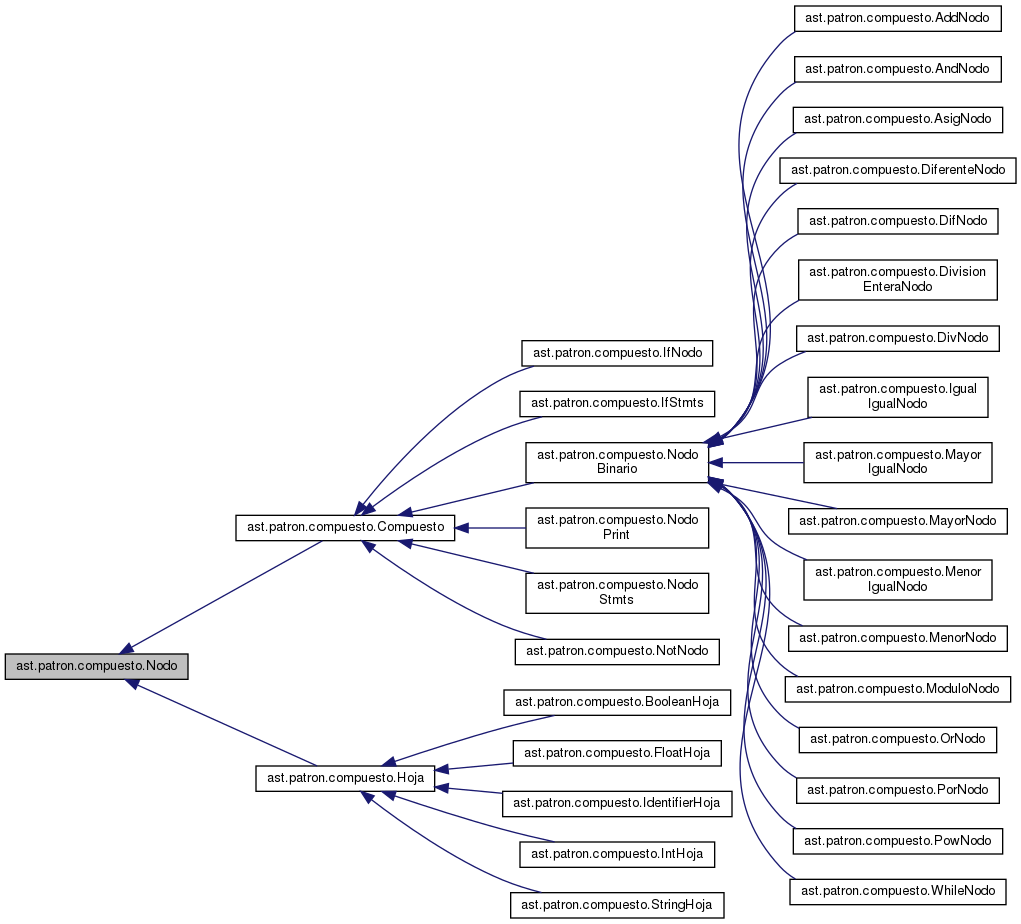 ast.patron.compuesto.AddNodo
ast.patron.compuesto.AndNodo
ast.patron.compuesto.AsigNodo
ast.patron.compuesto.DiferenteNodo
ast.patron.compuesto.DifNodo
ast.patron.compuesto.Division
EnteraNodo
ast.patron.compuesto.DivNodo
ast.patron.compuesto.IfNodo
ast.patron.compuesto.Igual
IgualNodo
ast.patron.compuesto.IfStmts
ast.patron.compuesto.Nodo
Binario
ast.patron.compuesto.Mayor
IgualNodo
ast.patron.compuesto.Compuesto
ast.patron.compuesto.Nodo
Print
ast.patron.compuesto.MayorNodo
ast.patron.compuesto.Menor
IgualNodo
ast.patron.compuesto.Nodo
Stmts
ast.patron.compuesto.MenorNodo
ast.patron.compuesto.NotNodo
ast.patron.compuesto.Nodo
ast.patron.compuesto.ModuloNodo
ast.patron.compuesto.BooleanHoja
ast.patron.compuesto.OrNodo
ast.patron.compuesto.FloatHoja
ast.patron.compuesto.Hoja
ast.patron.compuesto.PorNodo
ast.patron.compuesto.IdentifierHoja
ast.patron.compuesto.PowNodo
ast.patron.compuesto.IntHoja
ast.patron.compuesto.WhileNodo
ast.patron.compuesto.StringHoja